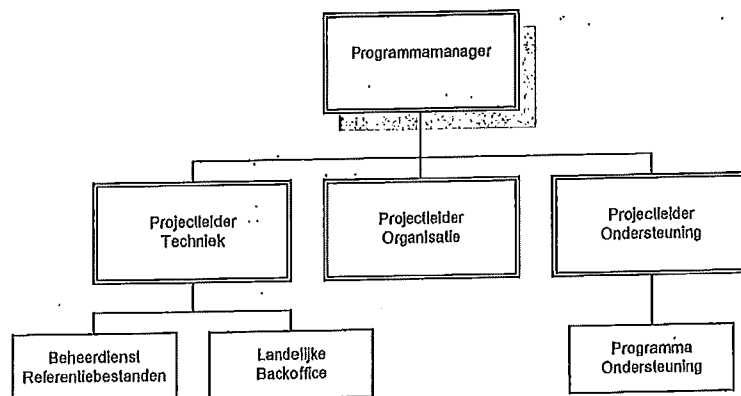 Programmamanager
Projectleider
Techniek
Projectleider
Organisatie
Projectleider
Ondersteuning
Beheerdienst
Referentiebestanden
Landelijke
Backoffice
Programma
Ondersteuning